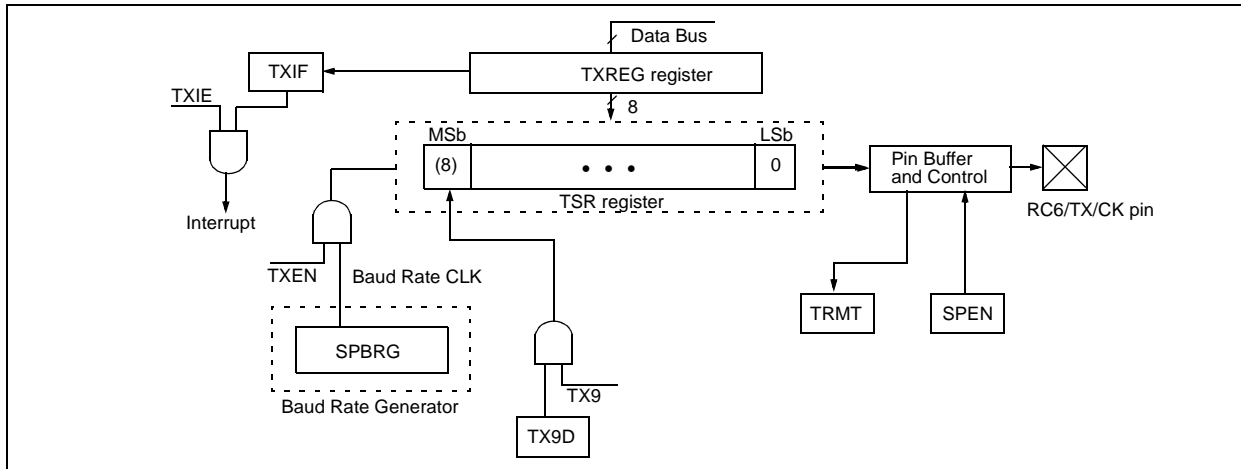 Data Bus
TXIF
TXREG register
TXIE
8
MSb
LSb
(8)
• • •
0
Pin Buffer
and Control
TSR register
Interrupt
RC6/TX/CK pin
TXEN
Baud Rate CLK
TRMT
SPEN
SPBRG
TX9
Baud Rate Generator
TX9D